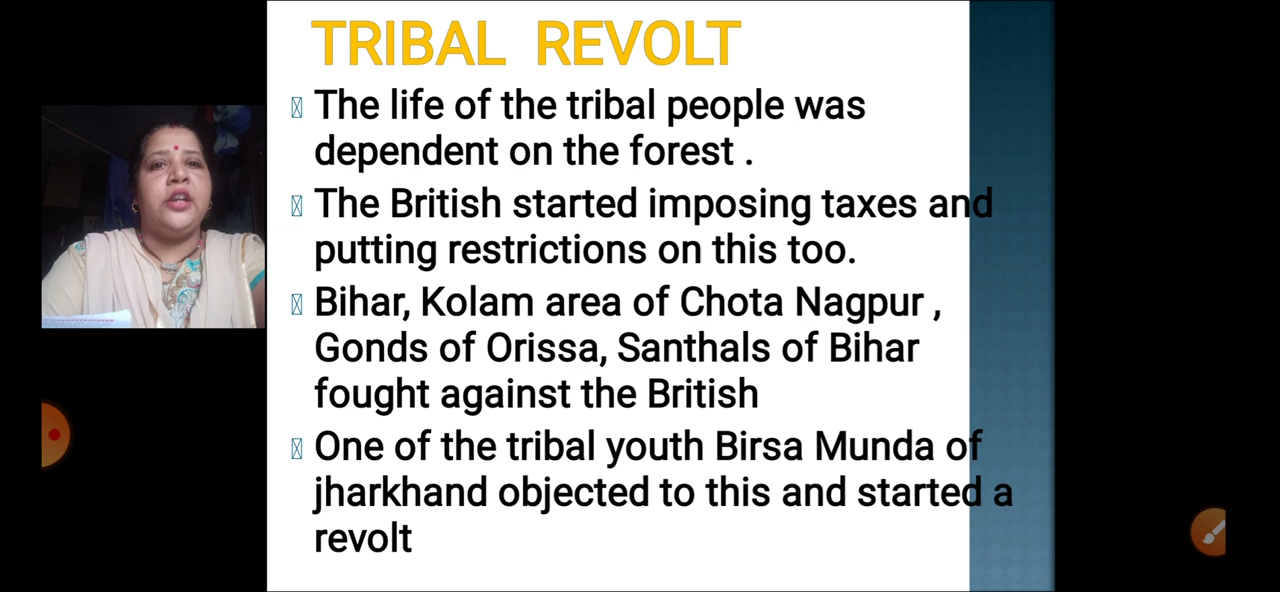 TRIBAL REVOLT
The life of the tribal people was
dependent on the forest .
The British started imposing taxes and
putting restrictions on this too.
Bihar, Kolam area of Chota Nagpur ,
Gonds of Orissa, Santhals of Bihar
fought against the British
One of the tribal youth Birsa Munda of
jharkhand objected to this and started a
revolt